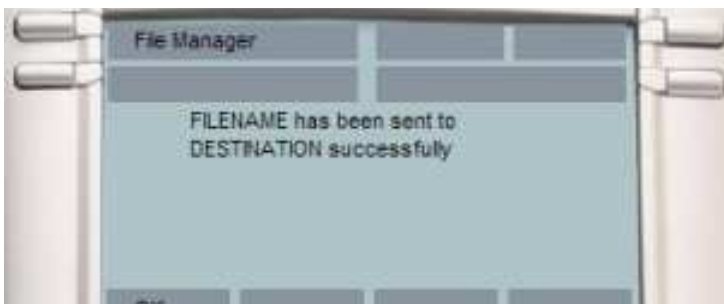 File Manager
FILENAME has been sent to
DESTINATION successfully